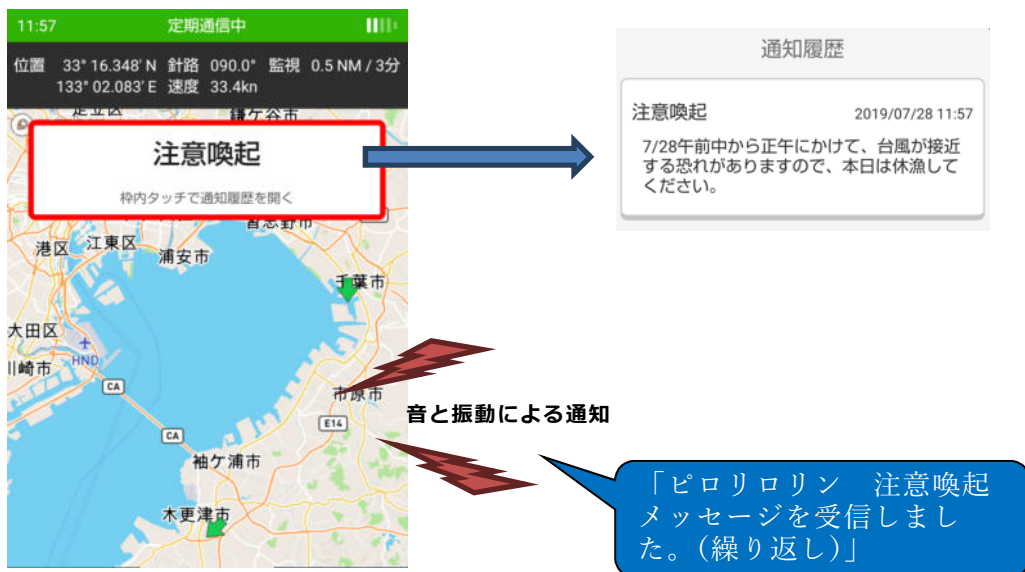 11:57 定期通信中
位置 33° 16.348' N 針路 090.0° 監視 0.5 NM / 3分
133° 02.083' E 速度 33.4kn
足立区 鎌ケ谷市
注意喚起
枠内タッチで通知履歴を開く
習志野市
港区 江東区
浦安市
千葉市
大田区
HND
川崎市
CA
市原市
E14
CA
袖ケ浦市
木更津市
通知履歴
注意喚起 2019/07/28 11:57
7/28午前中から正午にかけて、台風が接近
する恐れがありますので、本日は休漁して
ください。
音と振動による通知
「ピロリロリン　注意喚起
メッセージを受信しまし
た。(繰り返し)」